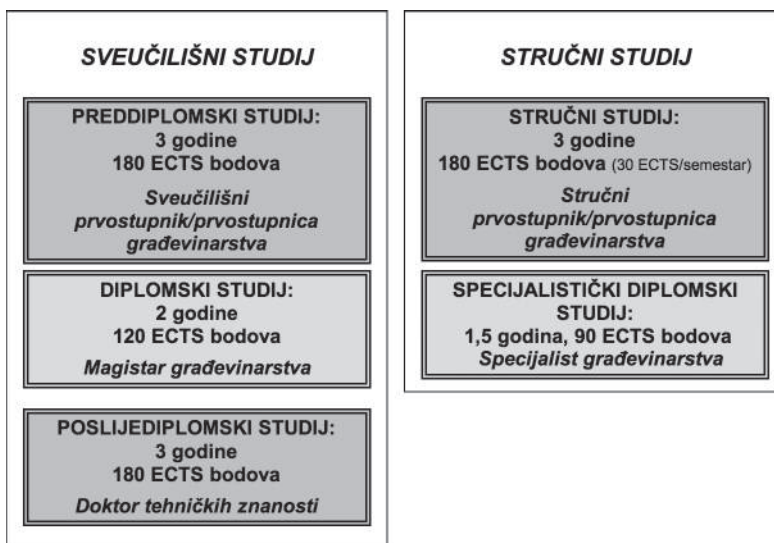 SVEUČILIŠNI STUDIJ
PREDDIPLOMSKI STUDIJ:
3 godine
180 ECTS bodova
Sveučilišni
prvostupnik/prvostupnica
građevinarstva
DIPLOMSKI STUDIJ:
2 godine
120 ECTS bodova
Magistar građevinarstva
POSLIJEDIPLOMSKI STUDIJ:
3 godine
180 ECTS bodova
Doktor tehničkih znanosti
STRUČNI STUDIJ
STRUČNI STUDIJ:
3 godine
180 ECTS bodova (30 ECTS/semestar)
Stručni
prvostupnik/prvostupnica
građevinarstva
SPECIJALISTIČKI DIPLOMSKI
STUDIJ:
1,5 godina, 90 ECTS bodova
Specijalist građevinarstva